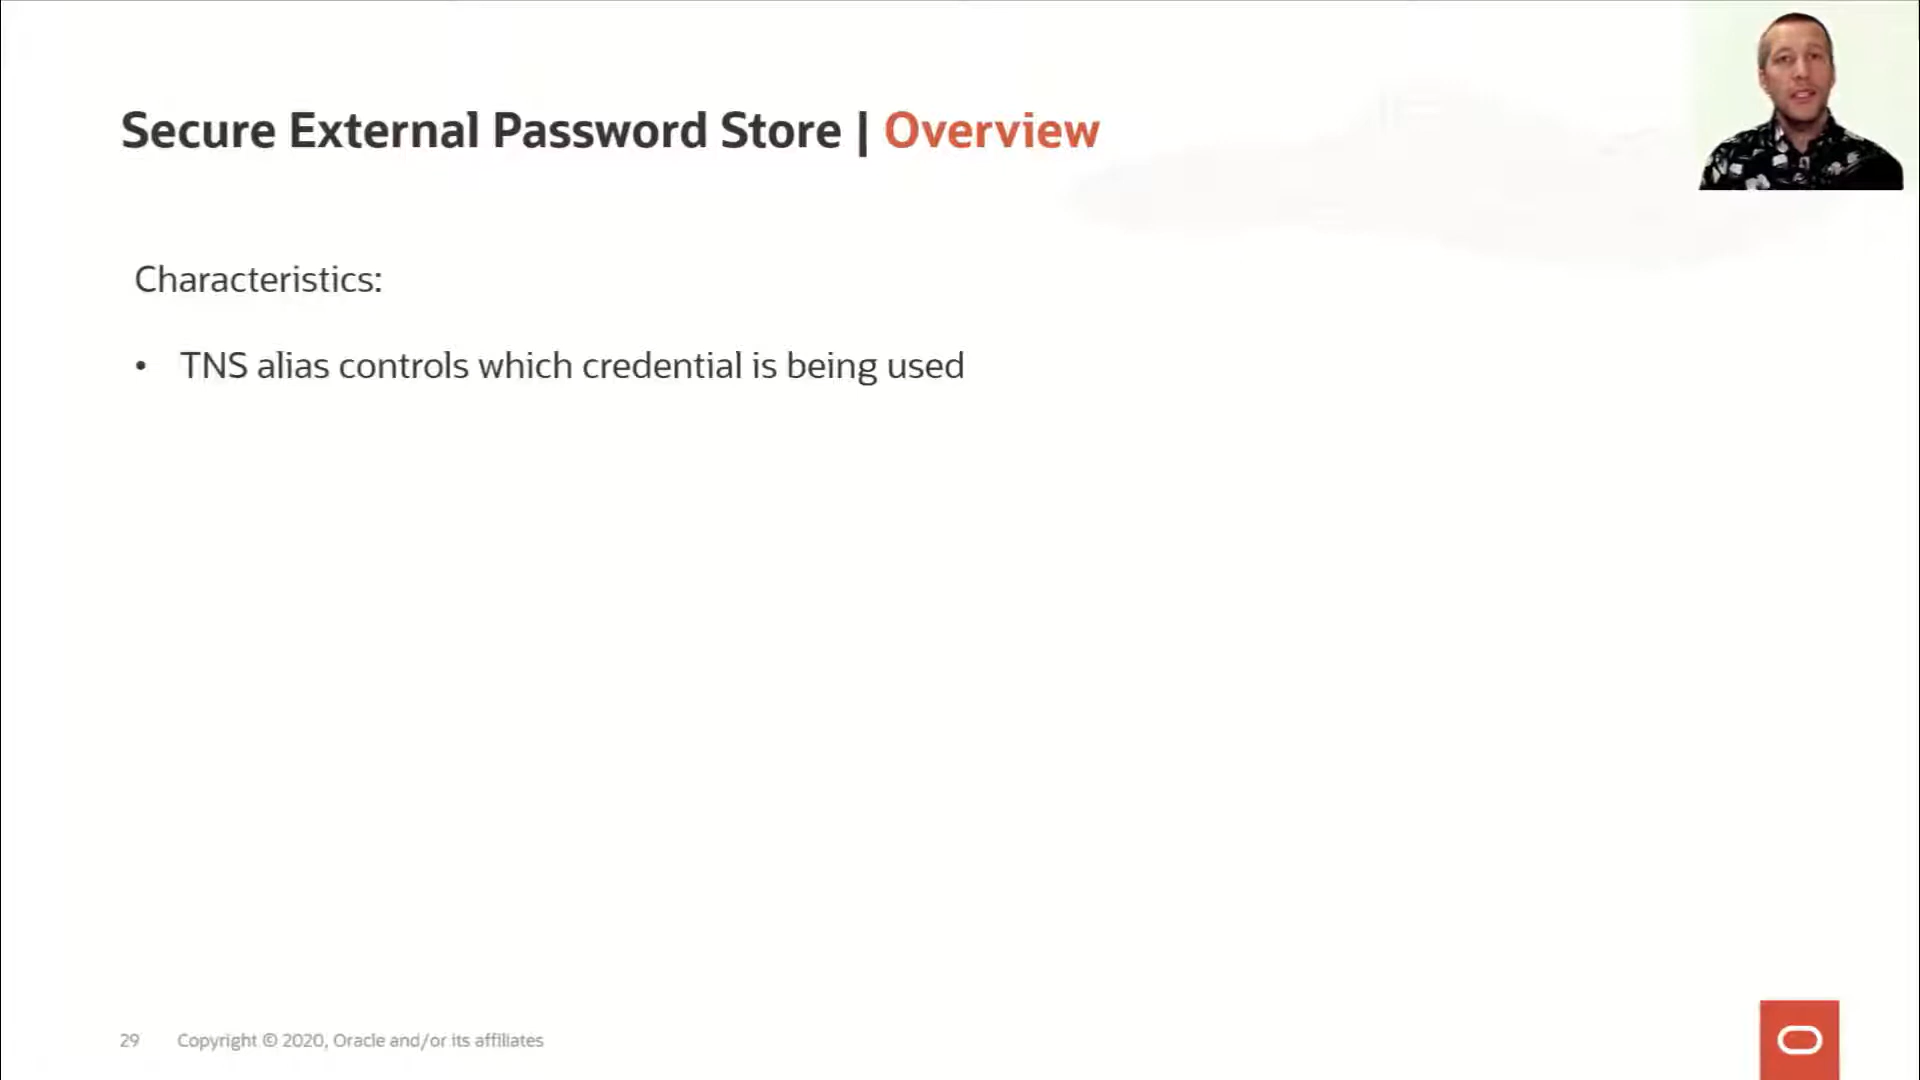 Secure External Password Store | Overview
Characteristics:
• TNS alias controls which credential is being used
29 Copyright © 2020, Oracle and/or its affiliates